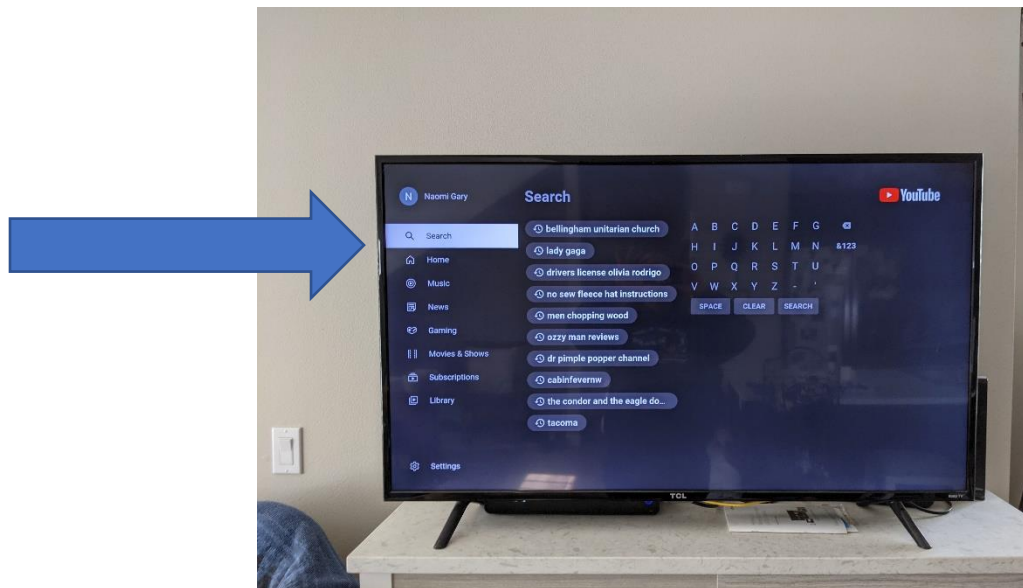 N Naomi Gary
Search
YouTube
Search
Home
Music
News
Gaming
Movies & Shows
Subscriptions
Library
Settings
bellingham unitarian church
lady gaga
drivers license olivia rodrigo
no sew fleece hat instructions
men chopping wood
ozzy man reviews
dr pimple popper channel
cabinfevernw
the condor and the eagle do...
tacoma
A B C D E F G
H I J K L M N &123
O P Q R S T U
V W X Y Z - '
SPACE CLEAR SEARCH
TCL
Roku TV